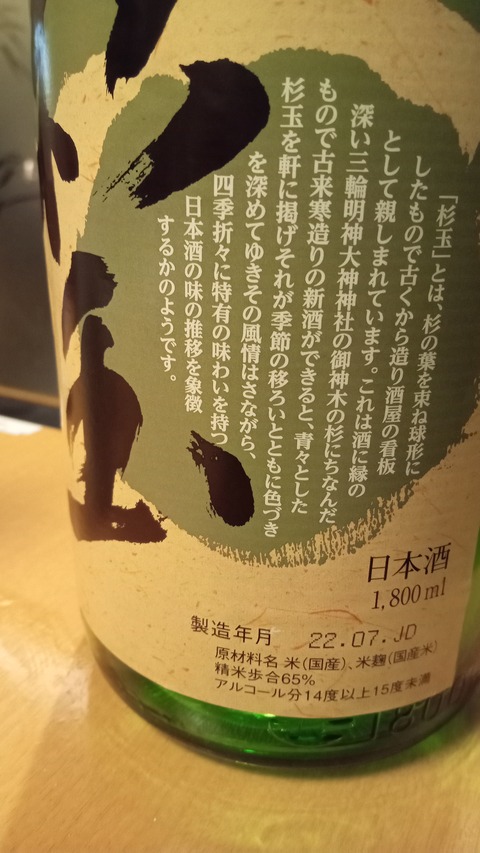 「杉玉」とは、杉の葉を束ね球形に
したもので古くから造り酒屋の看板
として親しまれています。これは酒に縁の
深い三輪明神大神神社の御神木の杉にちなんだ
もので古来寒造りの新酒ができると、青々とした
杉玉を軒に掲げそれが季節の移ろいとともに色づき
を深めてゆきその風情はさながら、
四季折々に特有の味わいを持つ
日本酒の味の推移を象徴
するかのようです。
日本酒
1,800ml
製造年月 22.07.JD
原材料名 米(国産)、米麹(国産米)
精米歩合65%
アルコール分14度以上15度未満